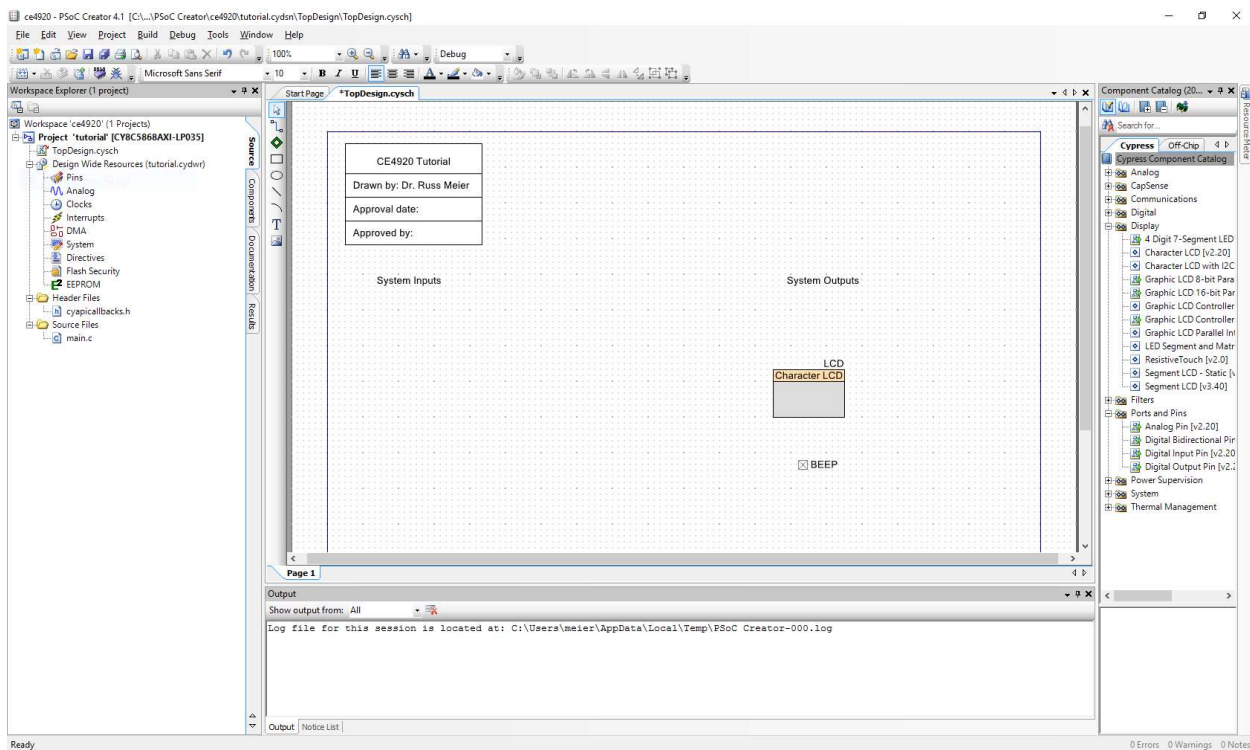 ce4920 - PSoC Creator 4.1 [C:\...\PSoC Creator\ce4920\tutorial.cydsn\TopDesign\TopDesign.cysch]
File Edit View Project Build Debug Tools Window Help
100% Debug
Microsoft Sans Serif 10 B I U A
Workspace Explorer (1 project)
Workspace 'ce4920' (1 Projects)
Project 'tutorial' [CY8C5868AXI-LP035]
TopDesign.cysch
Design Wide Resources (tutorial.cydwr)
Pins
Analog
Clocks
Interrupts
DMA
System
Directives
Flash Security
EEPROM
Header Files
cyapicallbacks.h
Source Files
main.c
Source
Components
Documentation
Results
Start Page *TopDesign.cysch
CE4920 Tutorial
Drawn by: Dr. Russ Meier
Approval date:
Approved by:
System Inputs System Outputs
LCD
Character LCD
BEEP
Page 1
Output
Show output from: All
Log file for this session is located at: C:\Users\meier\AppData\Local\Temp\PSoC Creator-000.log
Output Notice List
Component Catalog (20...
Search for...
Cypress Off-Chip
Cypress Component Catalog
Analog
CapSense
Communications
Digital
Display
4 Digit 7-Segment LED
Character LCD [v2.20]
Character LCD with I2C
Graphic LCD 8-bit Para
Graphic LCD 16-bit Par
Graphic LCD Controller
Graphic LCD Controller
Graphic LCD Parallel Int
LED Segment and Matr
ResistiveTouch [v2.0]
Segment LCD - Static [v
Segment LCD [v3.40]
Filters
Ports and Pins
Analog Pin [v2.20]
Digital Bidirectional Pin
Digital Input Pin [v2.20
Digital Output Pin [v2.2
Power Supervision
System
Thermal Management
Resource Meter
Ready 0 Errors 0 Warnings 0 Notes